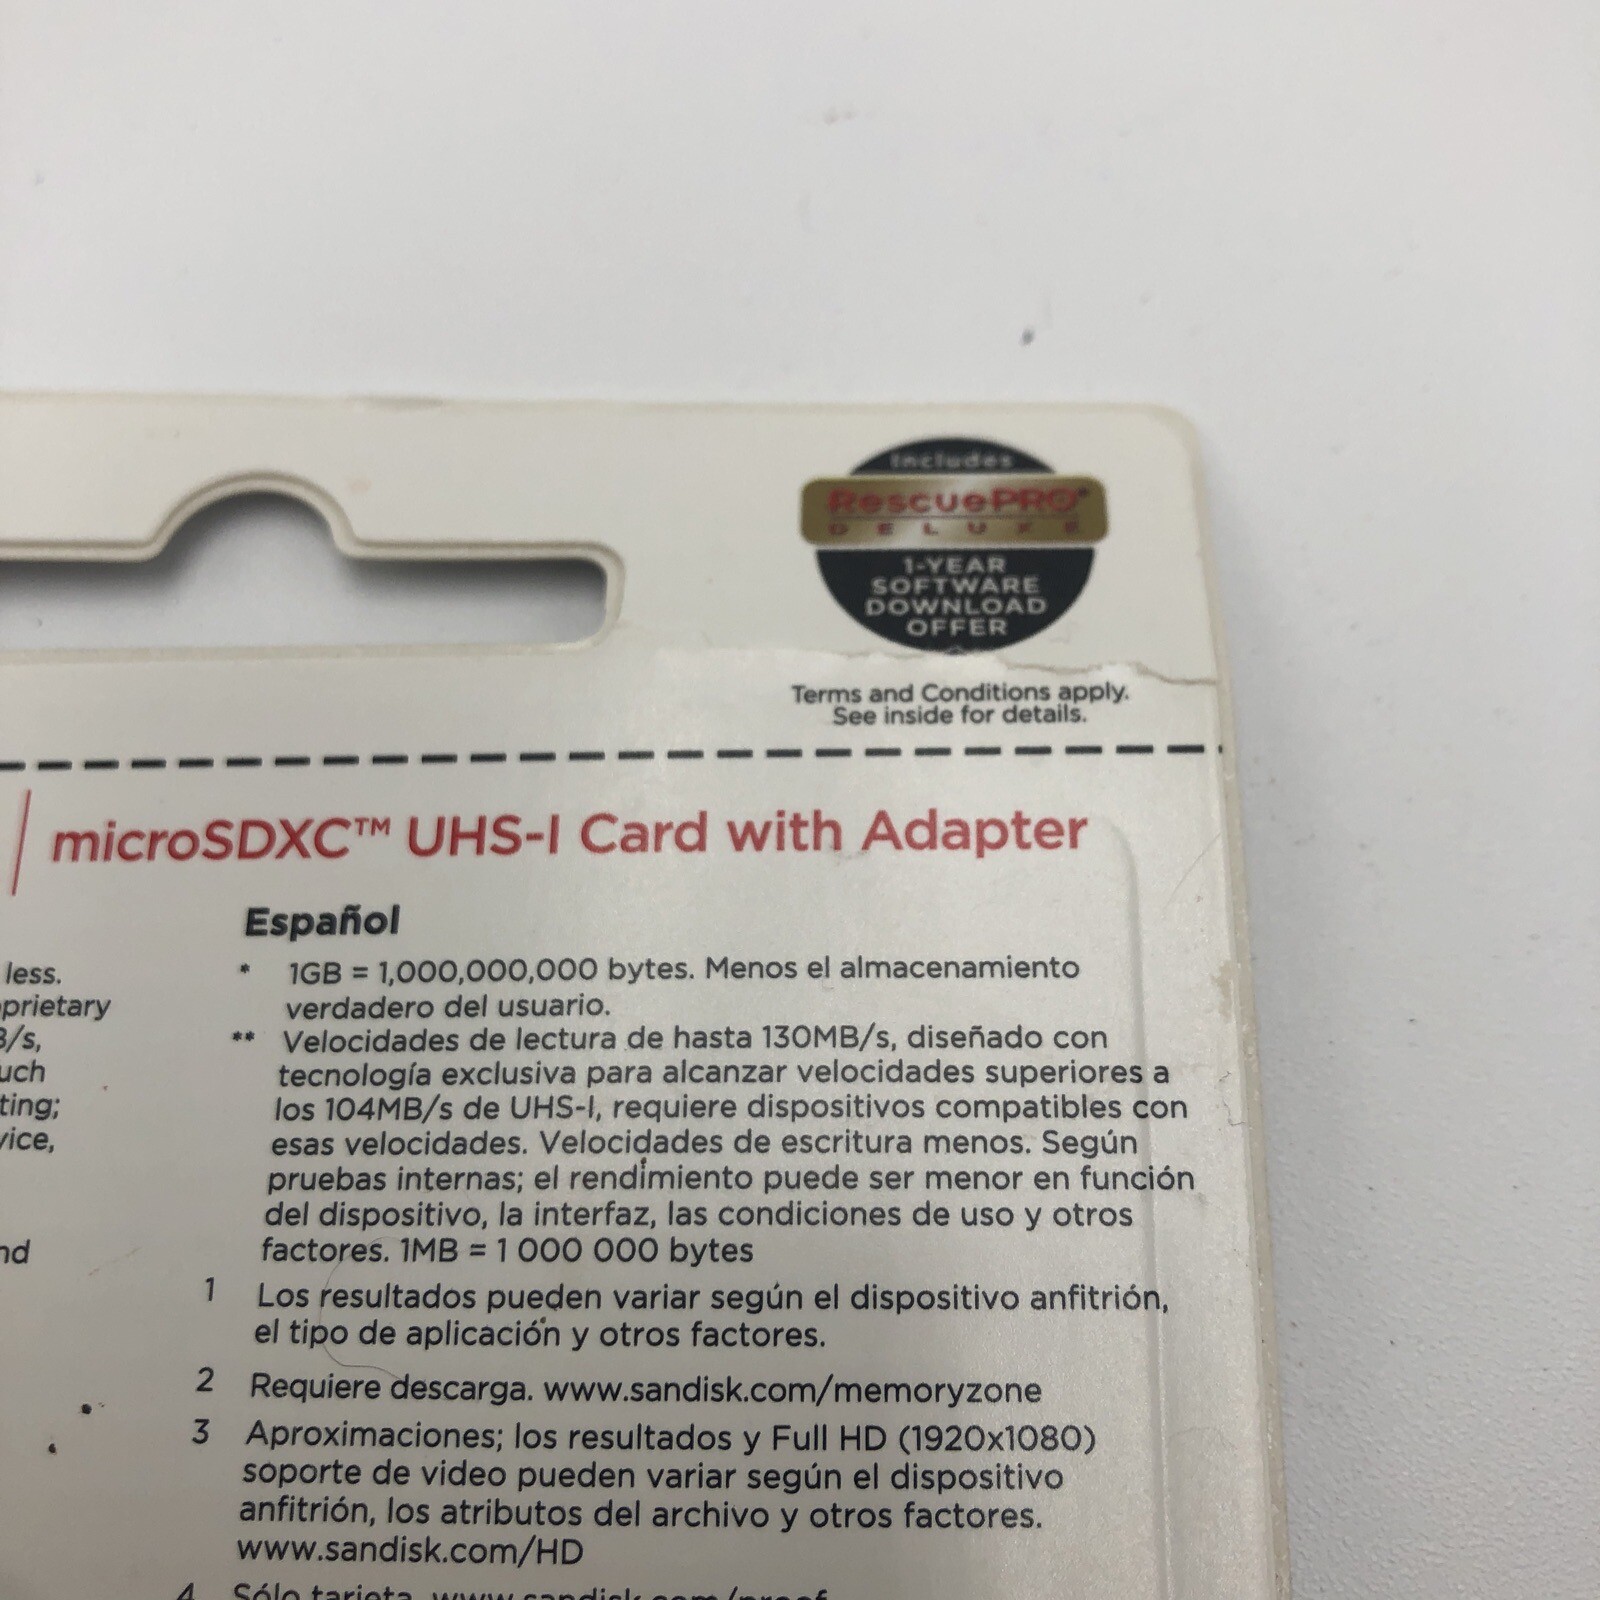 Includes
RescuePRO®
DELUXE
1-YEAR
SOFTWARE
DOWNLOAD
OFFER
Terms and Conditions apply.
See inside for details.
microSDXC™ UHS-I Card with Adapter
less.
Español
* 1GB = 1,000,000,000 bytes. Menos el almacenamiento
verdadero del usuario.
** Velocidades de lectura de hasta 130MB/s, diseñado con
tecnología exclusiva para alcanzar velocidades superiores a
los 104MB/s de UHS-I, requiere dispositivos compatibles con
esas velocidades. Velocidades de escritura menos. Según
pruebas internas; el rendimiento puede ser menor en función
del dispositivo, la interfaz, las condiciones de uso y otros
factores. 1MB = 1 000 000 bytes
1 Los resultados pueden variar según el dispositivo anfitrión,
el tipo de aplicación y otros factores.
2 Requiere descarga. www.sandisk.com/memoryzone
3 Aproximaciones; los resultados y Full HD (1920x1080)
soporte de video pueden variar según el dispositivo
anfitrión, los atributos del archivo y otros factores.
www.sandisk.com/HD
4 Sólo tarjeta. www.sandisk.com/proof